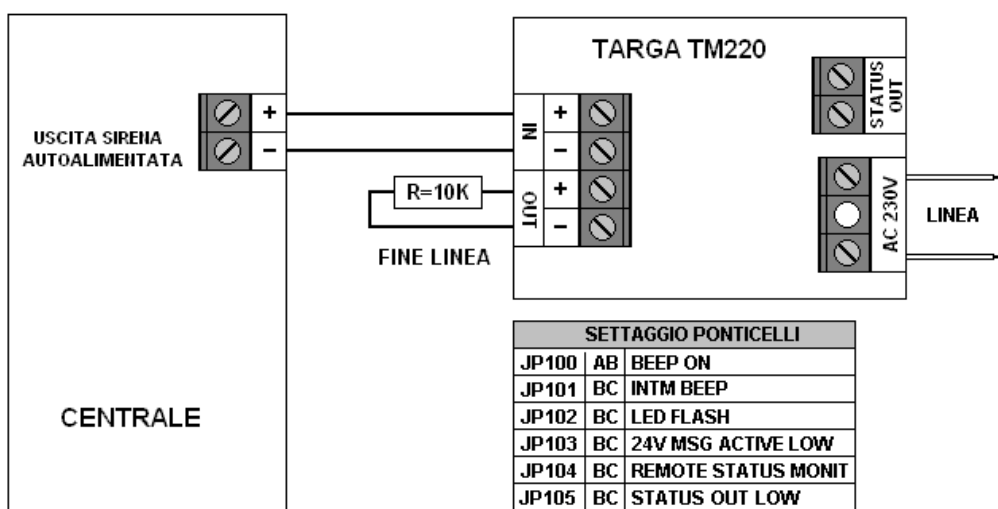 TARGA TM220
STATUS
OUT
USCITA SIRENA
AUTOALIMENTATA
+
−
IN
+
−
OUT
+
−
R=10K
FINE LINEA
AC 230V
LINEA
CENTRALE
SETTAGGIO PONTICELLI
JP100 AB BEEP ON
JP101 BC INTM BEEP
JP102 BC LED FLASH
JP103 BC 24V MSG ACTIVE LOW
JP104 BC REMOTE STATUS MONIT
JP105 BC STATUS OUT LOW